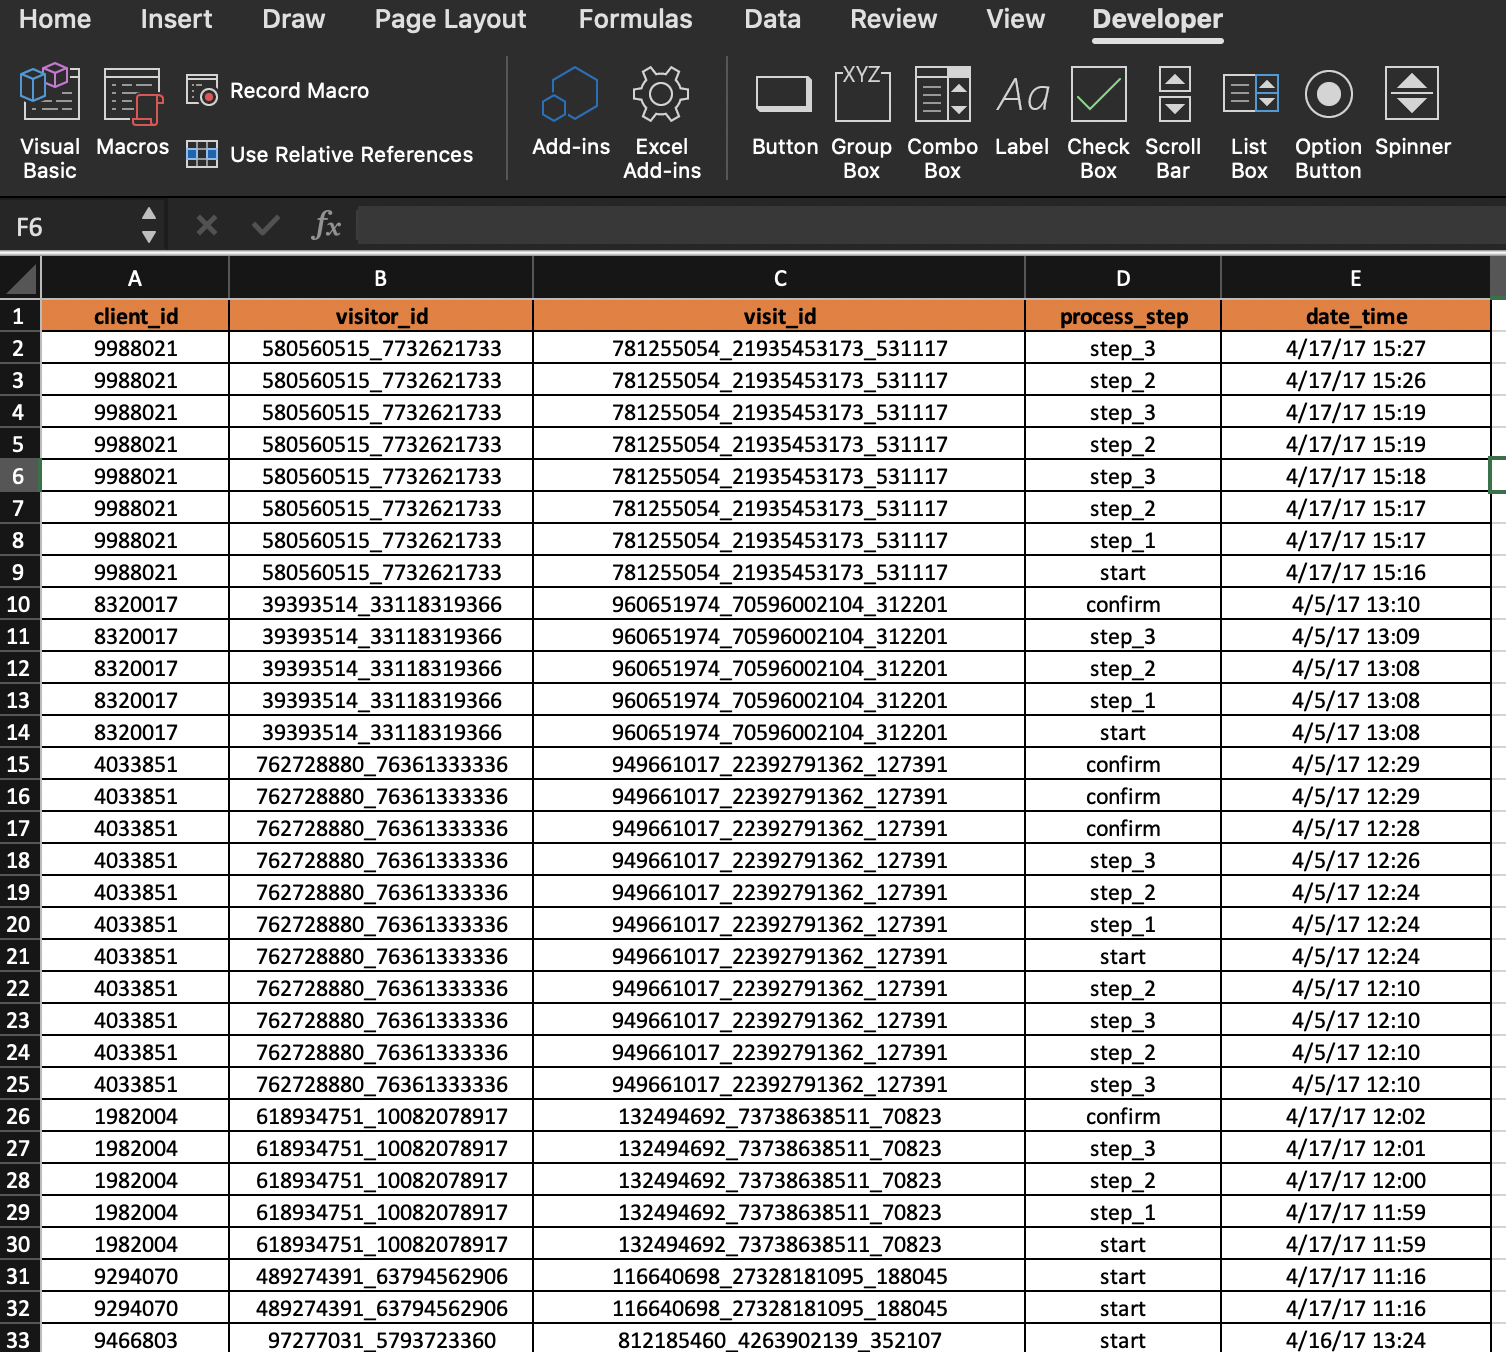 Home Insert Draw Page Layout Formulas Data Review View Developer
Visual Basic Macros Record Macro Use Relative References Add-ins Excel Add-ins Button XYZ Group Box Combo Box Aa Label Check Box Scroll Bar List Box Option Button Spinner
F6 fx
A B C D E
1 client_id visitor_id visit_id process_step date_time
2 9988021 580560515_7732621733 781255054_21935453173_531117 step_3 4/17/17 15:27
3 9988021 580560515_7732621733 781255054_21935453173_531117 step_2 4/17/17 15:26
4 9988021 580560515_7732621733 781255054_21935453173_531117 step_3 4/17/17 15:19
5 9988021 580560515_7732621733 781255054_21935453173_531117 step_2 4/17/17 15:19
6 9988021 580560515_7732621733 781255054_21935453173_531117 step_3 4/17/17 15:18
7 9988021 580560515_7732621733 781255054_21935453173_531117 step_2 4/17/17 15:17
8 9988021 580560515_7732621733 781255054_21935453173_531117 step_1 4/17/17 15:17
9 9988021 580560515_7732621733 781255054_21935453173_531117 start 4/17/17 15:16
10 8320017 39393514_33118319366 960651974_70596002104_312201 confirm 4/5/17 13:10
11 8320017 39393514_33118319366 960651974_70596002104_312201 step_3 4/5/17 13:09
12 8320017 39393514_33118319366 960651974_70596002104_312201 step_2 4/5/17 13:08
13 8320017 39393514_33118319366 960651974_70596002104_312201 step_1 4/5/17 13:08
14 8320017 39393514_33118319366 960651974_70596002104_312201 start 4/5/17 13:08
15 4033851 762728880_76361333336 949661017_22392791362_127391 confirm 4/5/17 12:29
16 4033851 762728880_76361333336 949661017_22392791362_127391 confirm 4/5/17 12:29
17 4033851 762728880_76361333336 949661017_22392791362_127391 confirm 4/5/17 12:28
18 4033851 762728880_76361333336 949661017_22392791362_127391 step_3 4/5/17 12:26
19 4033851 762728880_76361333336 949661017_22392791362_127391 step_2 4/5/17 12:24
20 4033851 762728880_76361333336 949661017_22392791362_127391 step_1 4/5/17 12:24
21 4033851 762728880_76361333336 949661017_22392791362_127391 start 4/5/17 12:24
22 4033851 762728880_76361333336 949661017_22392791362_127391 step_2 4/5/17 12:10
23 4033851 762728880_76361333336 949661017_22392791362_127391 step_3 4/5/17 12:10
24 4033851 762728880_76361333336 949661017_22392791362_127391 step_2 4/5/17 12:10
25 4033851 762728880_76361333336 949661017_22392791362_127391 step_3 4/5/17 12:10
26 1982004 618934751_10082078917 132494692_73738638511_70823 confirm 4/17/17 12:02
27 1982004 618934751_10082078917 132494692_73738638511_70823 step_3 4/17/17 12:01
28 1982004 618934751_10082078917 132494692_73738638511_70823 step_2 4/17/17 12:00
29 1982004 618934751_10082078917 132494692_73738638511_70823 step_1 4/17/17 11:59
30 1982004 618934751_10082078917 132494692_73738638511_70823 start 4/17/17 11:59
31 9294070 489274391_63794562906 116640698_27328181095_188045 start 4/17/17 11:16
32 9294070 489274391_63794562906 116640698_27328181095_188045 start 4/17/17 11:16
33 9466803 97277031_5793723360 812185460_4263902139_352107 start 4/16/17 13:24